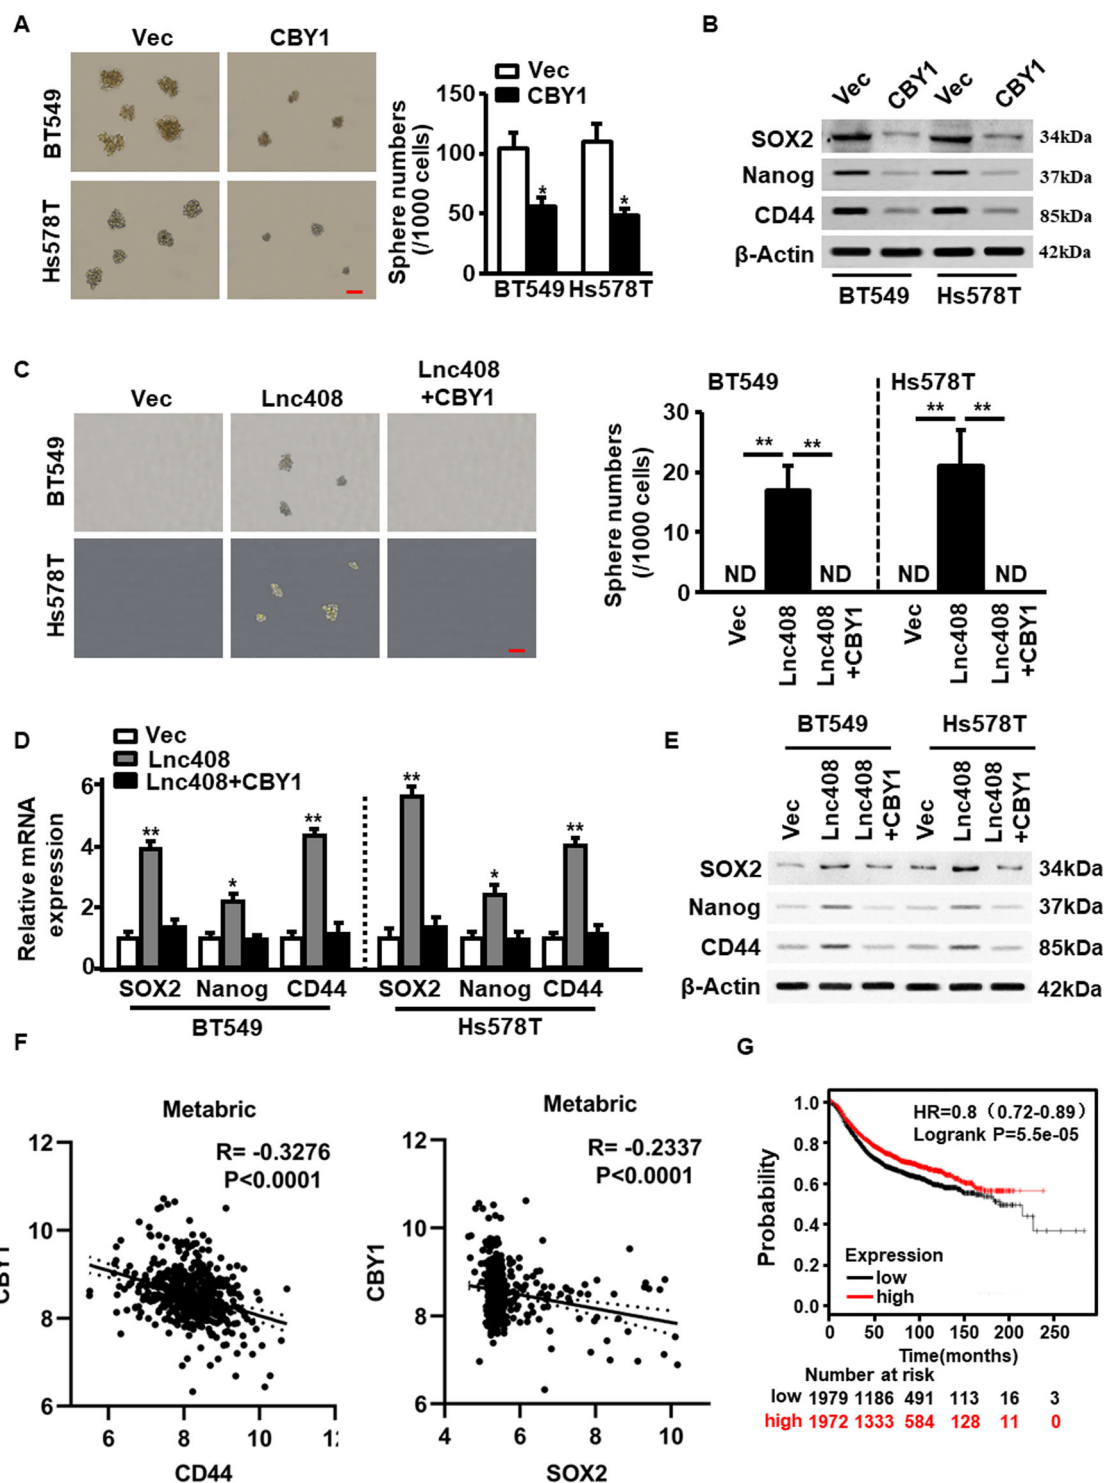 A
Vec CBY1
BT549
Hs578T
Vec
CBY1
Sphere numbers
(/1000 cells)
150
100
50
0
* *
BT549 Hs578T
B
Vec CBY1 Vec CBY1
SOX2 34kDa
Nanog 37kDa
CD44 85kDa
β-Actin 42kDa
BT549 Hs578T
C
Vec Lnc408 Lnc408
+CBY1
BT549
Hs578T
BT549 Hs578T
Sphere numbers
(/1000 cells)
30
20
10
0
** ** ** **
ND ND ND ND
Vec Lnc408 Lnc408
+CBY1 Vec Lnc408 Lnc408
+CBY1
D
Vec
Lnc408
Lnc408+CBY1
Relative mRNA
expression
6
4
2
0
** * ** ** * **
SOX2 Nanog CD44 SOX2 Nanog CD44
BT549 Hs578T
E
BT549 Hs578T
Vec Lnc408 Lnc408
+CBY1 Vec Lnc408 Lnc408
+CBY1
SOX2 34kDa
Nanog 37kDa
CD44 85kDa
β-Actin 42kDa
F
Metabric
R= -0.3276
P<0.0001
CBY1
12
10
8
6
6 8 10
CD44
Metabric
R= -0.2337
P<0.0001
CBY1
12
10
8
6
4 6 8 10
SOX2
G
HR=0.8（0.72-0.89）
Logrank P=5.5e-05
Probability
1.0
0.8
0.6
0.4
0.2
0.0
Expression
low
high
0 50 100 150 200 250
Time(months)
Number at risk
low 1979 1186 491 113 16 3
high 1972 1333 584 128 11 0